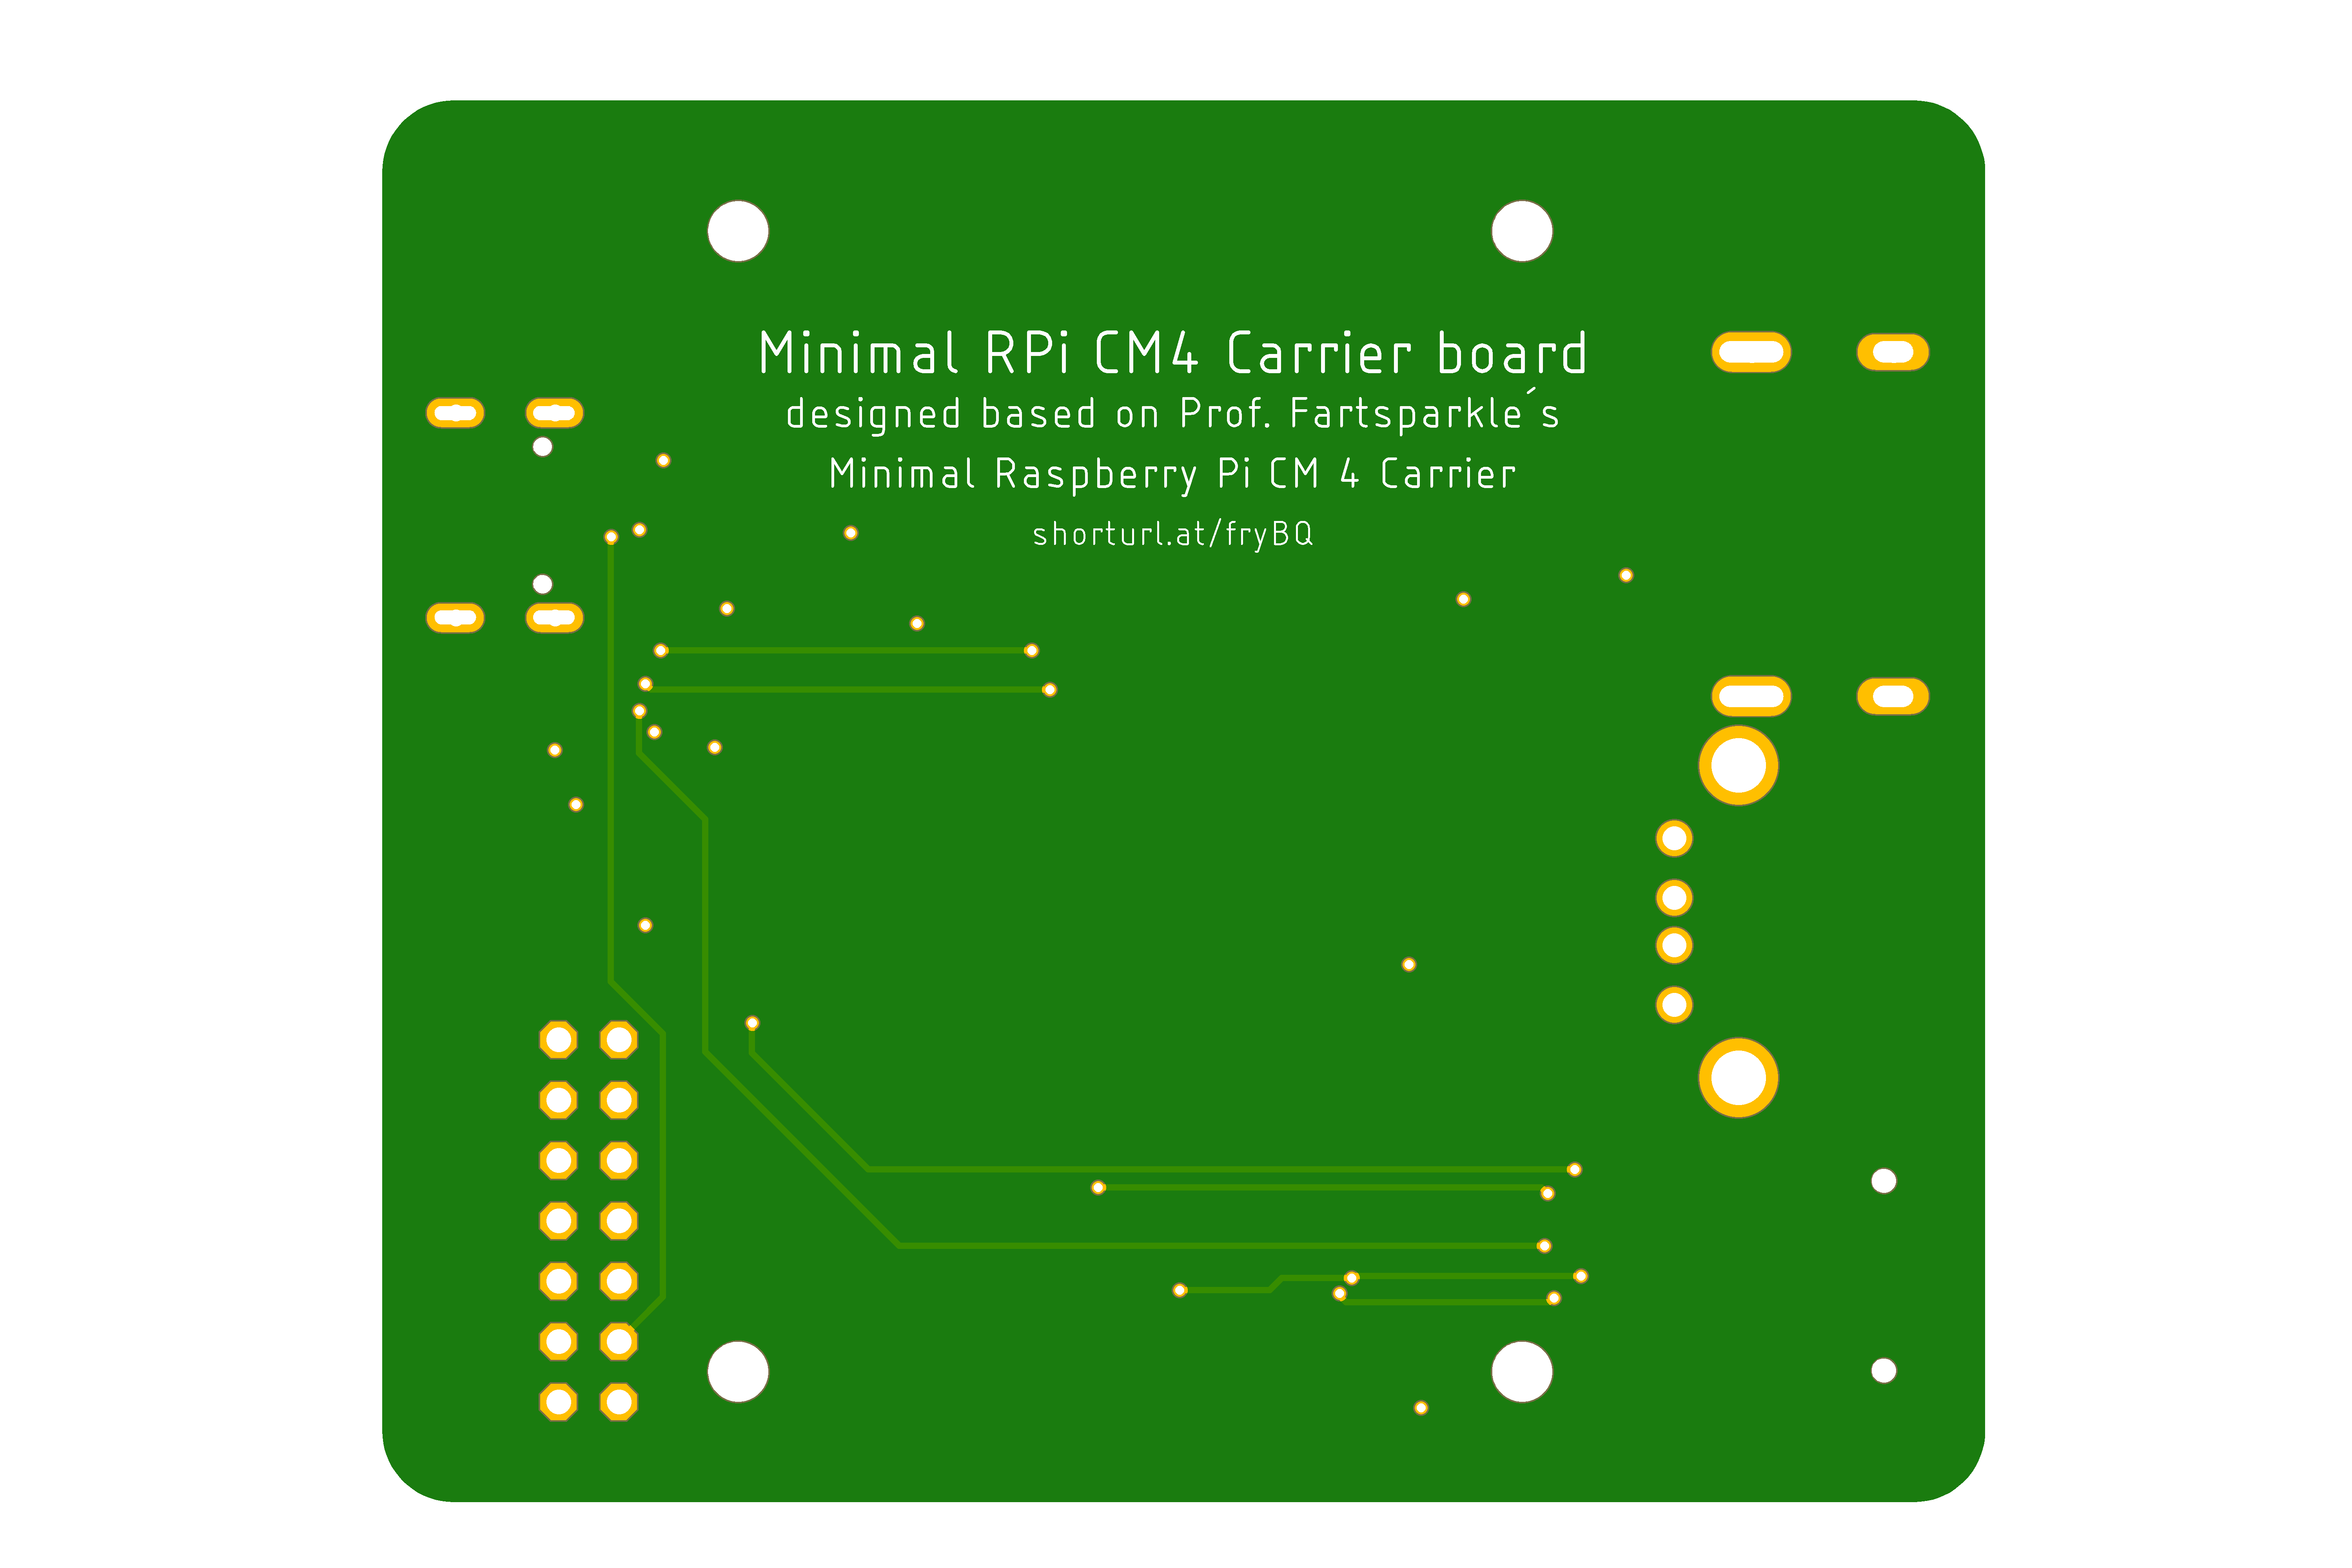 Minimal RPi CM4 Carrier board
designed based on Prof. Fartsparkle´s
Minimal Raspberry Pi CM 4 Carrier
shorturl.at/fryBQ